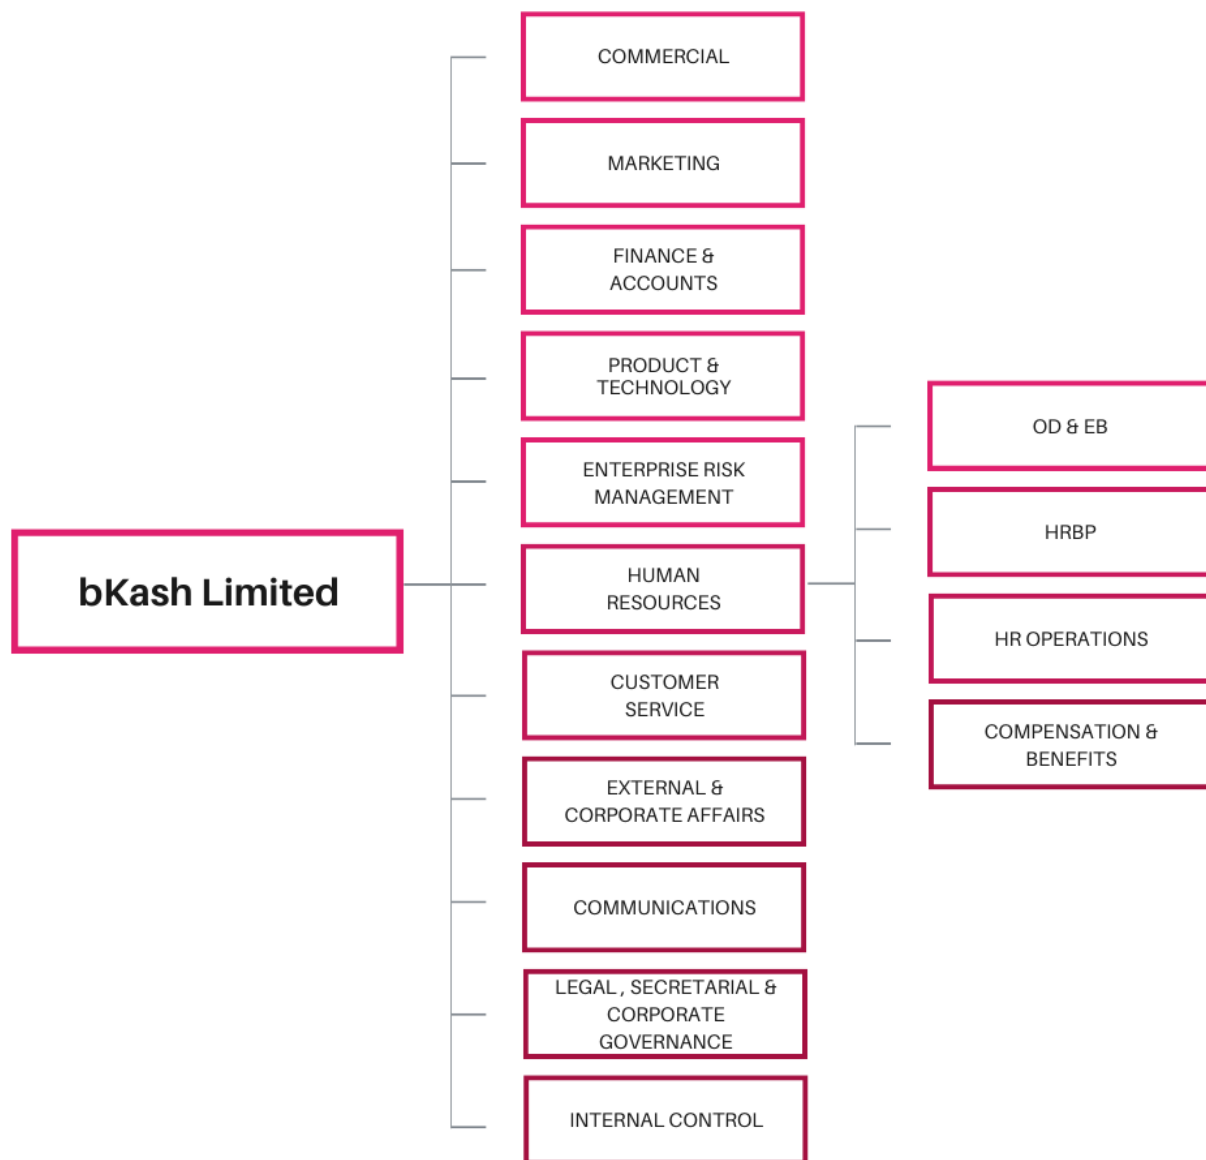 bKash Limited
COMMERCIAL
MARKETING
FINANCE &
ACCOUNTS
PRODUCT &
TECHNOLOGY
ENTERPRISE RISK
MANAGEMENT
HUMAN
RESOURCES
CUSTOMER
SERVICE
EXTERNAL &
CORPORATE AFFAIRS
COMMUNICATIONS
LEGAL , SECRETARIAL &
CORPORATE
GOVERNANCE
INTERNAL CONTROL
OD & EB
HRBP
HR OPERATIONS
COMPENSATION &
BENEFITS